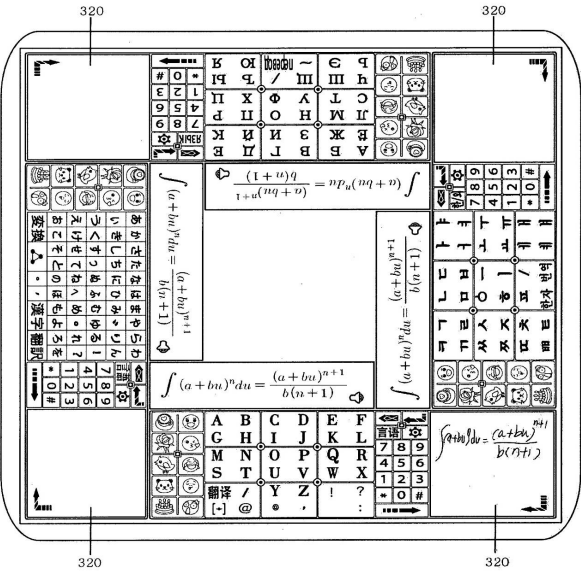 320
320
А Б В Г Д Е
Ё Ж З И Й К
Л М Н О П Р
С Т У Ф Х Ц
Ч Ш Щ / Ъ Ы
Ь Э ~ перевод Ю Я
язык
7 8 9
4 5 6
1 2 3
* 0 #
∫(a+bu)ⁿdu = (a+bu)ⁿ⁺¹ / b(n+1)
あかさたなはまやらわ
いきしちにひみ りん
うくすつぬふむゆるー
えけせてねへめ。れ?
おこそとのほもよろを
変換 。 , 漢字 翻訳
言語
7 8 9
4 5 6
1 2 3
* 0 #
∫(a+bu)ⁿdu = (a+bu)ⁿ⁺¹ / b(n+1)
7 8 9
4 5 6
1 2 3
* 0 #
한자 번역
∫(a+bu)ⁿdu = (a+bu)ⁿ⁺¹ / b(n+1)
∫(a+bu)ⁿdu = (a+bu)ⁿ⁺¹ / b(n+1)
A B C D E F
G H I J K L
M N O P Q R
S T U V W X
翻译 / Y Z ! ?
[·] @ ,  :
言语
7 8 9
4 5 6
1 2 3
* 0 #
∫(a+bu)ⁿdu = (a+bu)ⁿ⁺¹ / b(n+1)
320
320